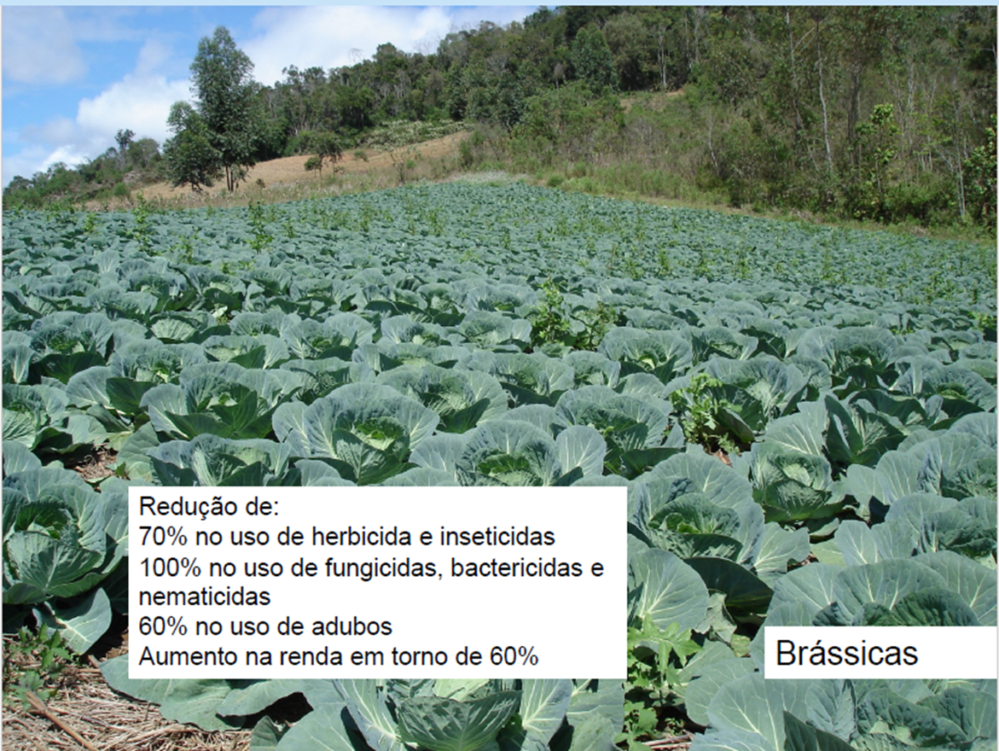 Redução de:
70% no uso de herbicida e inseticidas
100% no uso de fungicidas, bactericidas e
nematicidas
60% no uso de adubos
Aumento na renda em torno de 60%
Brássicas